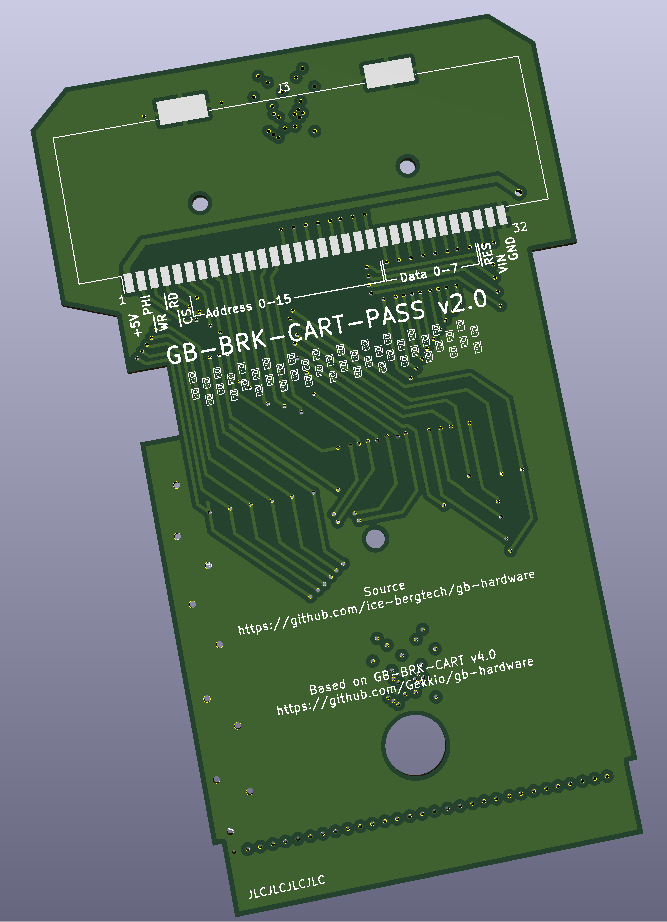 J3
1
32
+5V
PHI
WR
RD
CS
Address 0-15
Data 0-7
RES
VIN
GND
GB-BRK-CART-PASS v2.0
Source
https://github.com/ice-bergtech/gb-hardware
Based on GB-BRK-CART v4.0
https://github.com/Gekkio/gb-hardware
JLCJLCJLCJLC